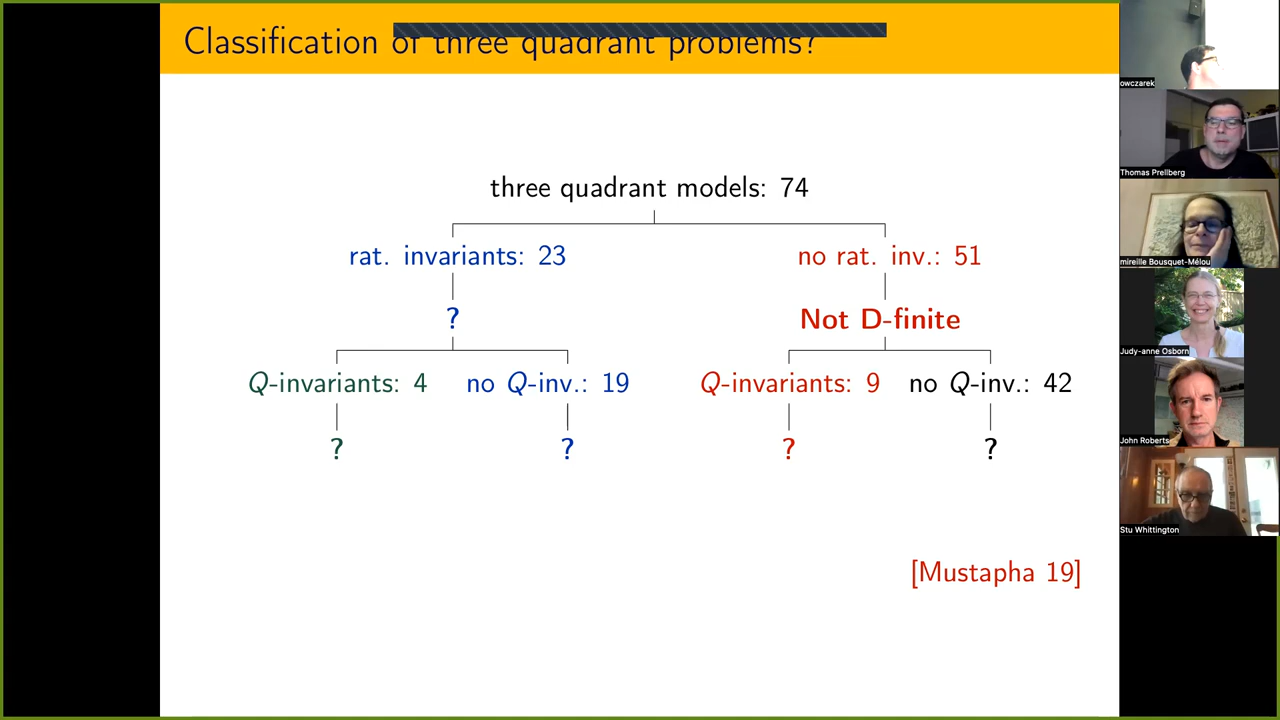 Classification of three quadrant problems?
three quadrant models: 74
rat. invariants: 23
no rat. inv.: 51
?
Not D-finite
Q-invariants: 4
no Q-inv.: 19
Q-invariants: 9
no Q-inv.: 42
?
?
?
?
[Mustapha 19]
owczarek
Thomas Prellberg
mireille Bousquet-Mélou
Judy-anne Osborn
John Roberts
Stu Whittington